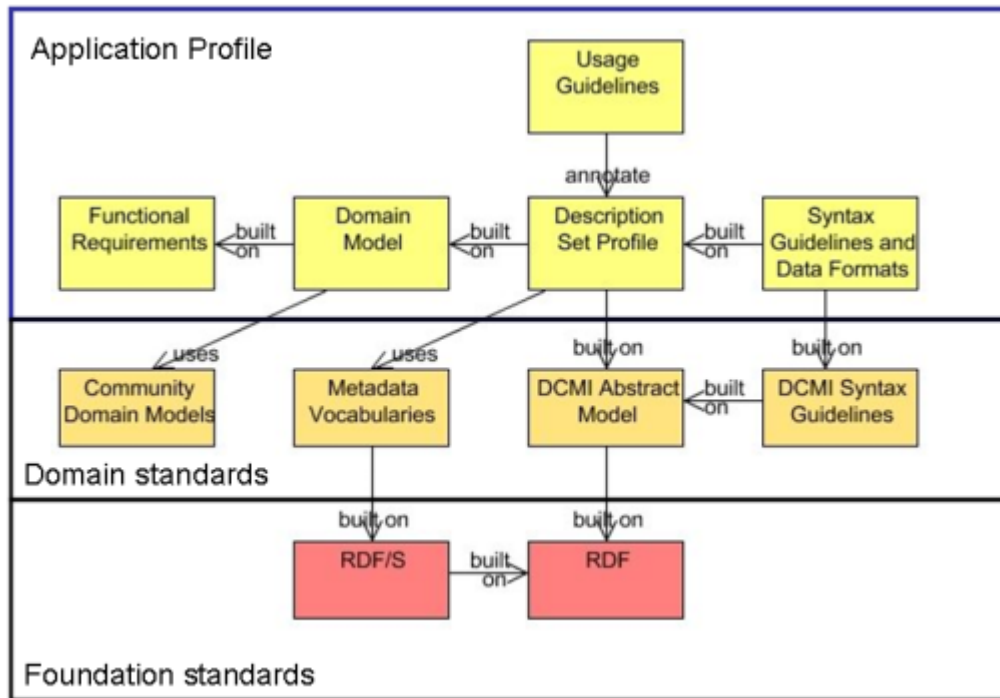 Application Profile
Usage
Guidelines
annotate
Functional
Requirements
built
on
Domain
Model
built
on
Description
Set Profile
built
on
Syntax
Guidelines and
Data Formats
uses
uses
built on
built on
Community
Domain Models
Metadata
Vocabularies
DCMI Abstract
Model
built
on
DCMI Syntax
Guidelines
Domain standards
built on
built on
RDF/S
built
on
RDF
Foundation standards